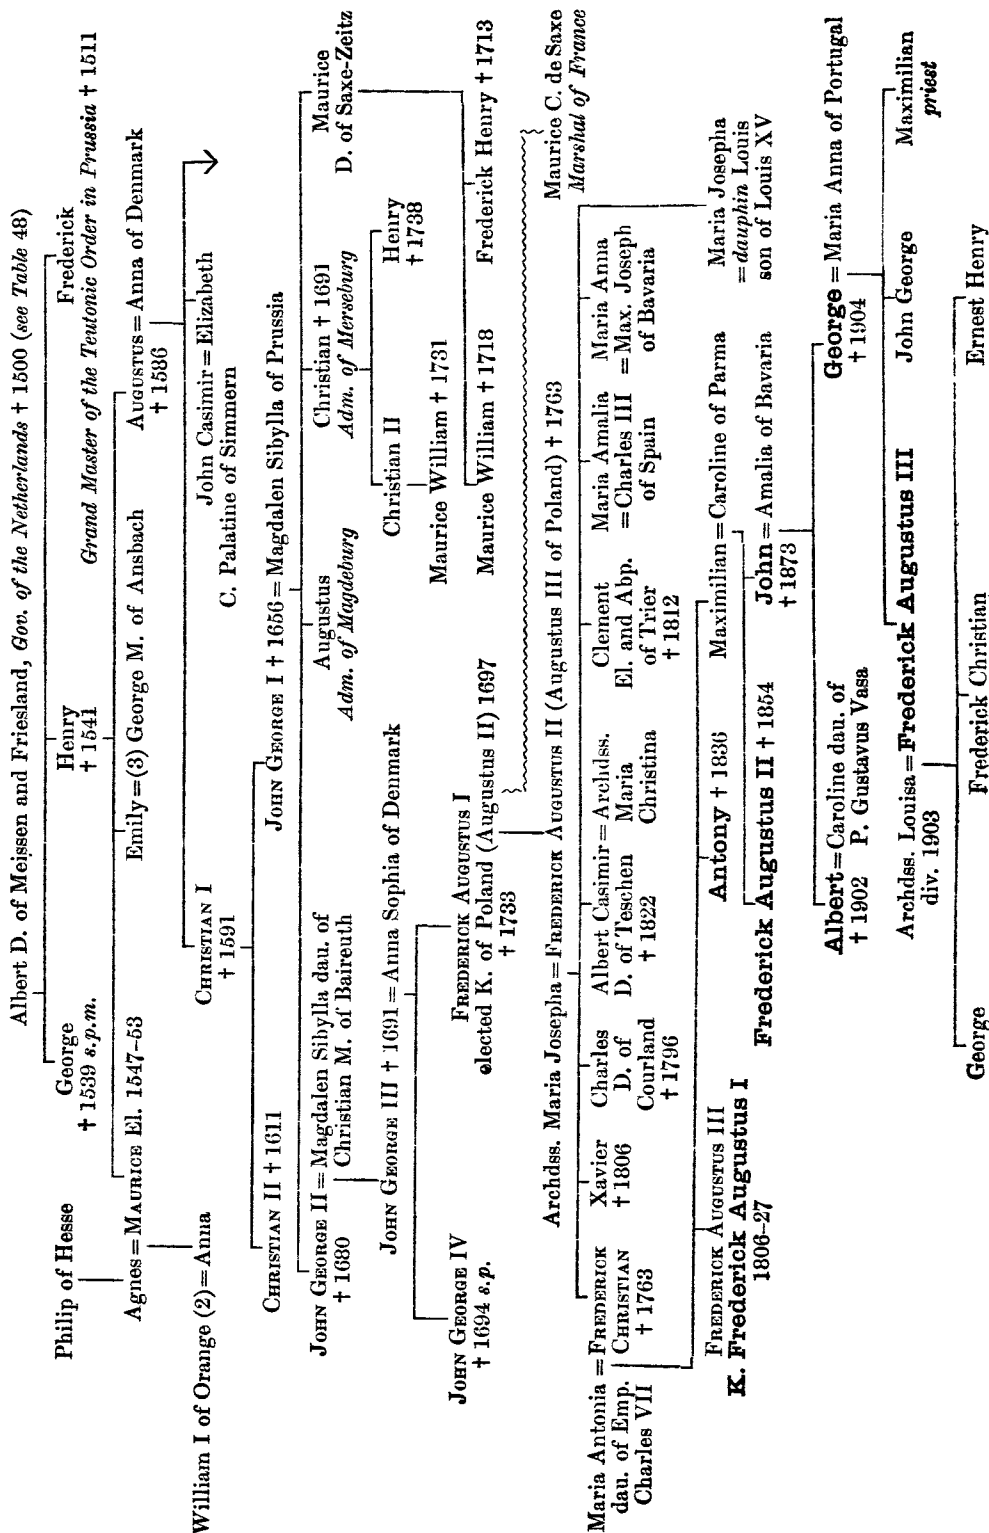 Albert D. of Meissen and Friesland, Gov. of the Netherlands † 1500 (see Table 48)
Philip of Hesse
George
† 1539 s.p.m.
Henry
† 1541
Frederick
Grand Master of the Teutonic Order in Prussia † 1511
Agnes = MAURICE El. 1547–53
Emily = (3) George M. of Ansbach
AUGUSTUS = Anna of Denmark
† 1586
William I of Orange (2) = Anna
CHRISTIAN I
† 1591
John Casimir = Elizabeth
C. Palatine of Simmern
CHRISTIAN II † 1611
JOHN GEORGE I † 1656 = Magdalen Sibylla of Prussia
JOHN GEORGE II = Magdalen Sibylla dau. of
† 1680
Christian M. of Baireuth
Augustus
Adm. of Magdeburg
Christian † 1691
Adm. of Merseburg
Maurice
D. of Saxe-Zeitz
JOHN GEORGE III † 1691 = Anna Sophia of Denmark
Christian II
Henry
† 1738
Maurice William † 1731
JOHN GEORGE IV
† 1694 s.p.
FREDERICK AUGUSTUS I
elected K. of Poland (Augustus II) 1697
† 1733
Maurice William † 1718
Frederick Henry † 1713
Archdss. Maria Josepha = FREDERICK AUGUSTUS II (Augustus III of Poland) † 1763
Maurice C. de Saxe
Marshal of France
Maria Antonia = FREDERICK
dau. of Emp.
Charles VII
CHRISTIAN
† 1763
Xavier
† 1806
Charles
D. of
Courland
† 1796
Albert Casimir = Archdss.
D. of Teschen
† 1822
Maria
Christina
Clement
El. and Abp.
of Trier
† 1812
Maria Amalia
= Charles III
of Spain
Maria Anna
= Max. Joseph
of Bavaria
Maria Josepha
= dauphin Louis
son of Louis XV
FREDERICK AUGUSTUS III
K. Frederick Augustus I
1806–27
Antony † 1836
Maximilian = Caroline of Parma
Frederick Augustus II † 1854
John = Amalia of Bavaria
† 1873
Albert = Caroline dau. of
† 1902 P. Gustavus Vasa
George = Maria Anna of Portugal
† 1904
Archdss. Louisa = Frederick Augustus III
div. 1903
John George
Maximilian
priest
George
Frederick Christian
Ernest Henry